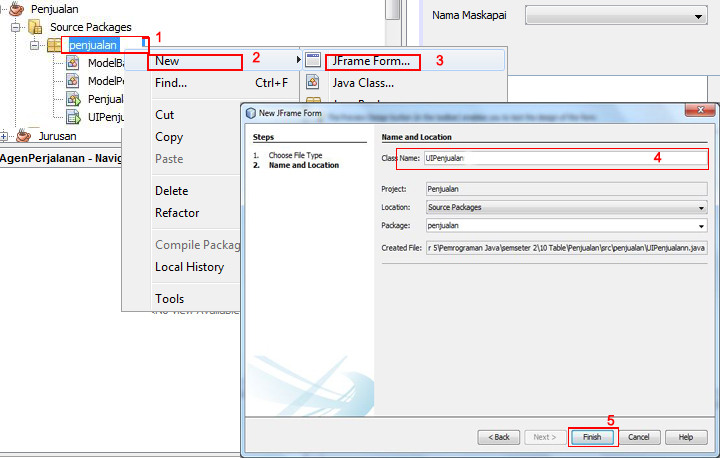 Penjualan
Source Packages
1
penjualan
ModelBa
ModelPe
Penjual
UIPenju
Jurusan
AgenPerjalanan - Navig
New
2
Find...
Ctrl+F
Cut
Copy
Paste
Delete
Refactor
Compile Packag
Local History
Tools
<No View Available
JFrame Form...
3
Java Class...
Nama Maskapai
New JFrame Form
Steps
1. Choose File Type
2. Name and Location
Name and Location
Class Name:
UIPenjualan
4
Project:
Penjualan
Location:
Source Packages
Package:
penjualan
Created File:
r 5\Pemrograman Java\semseter 2\10 Table\Penjualan\src\penjualan\UIPenjualann.java
5
< Back
Next >
Finish
Cancel
Help